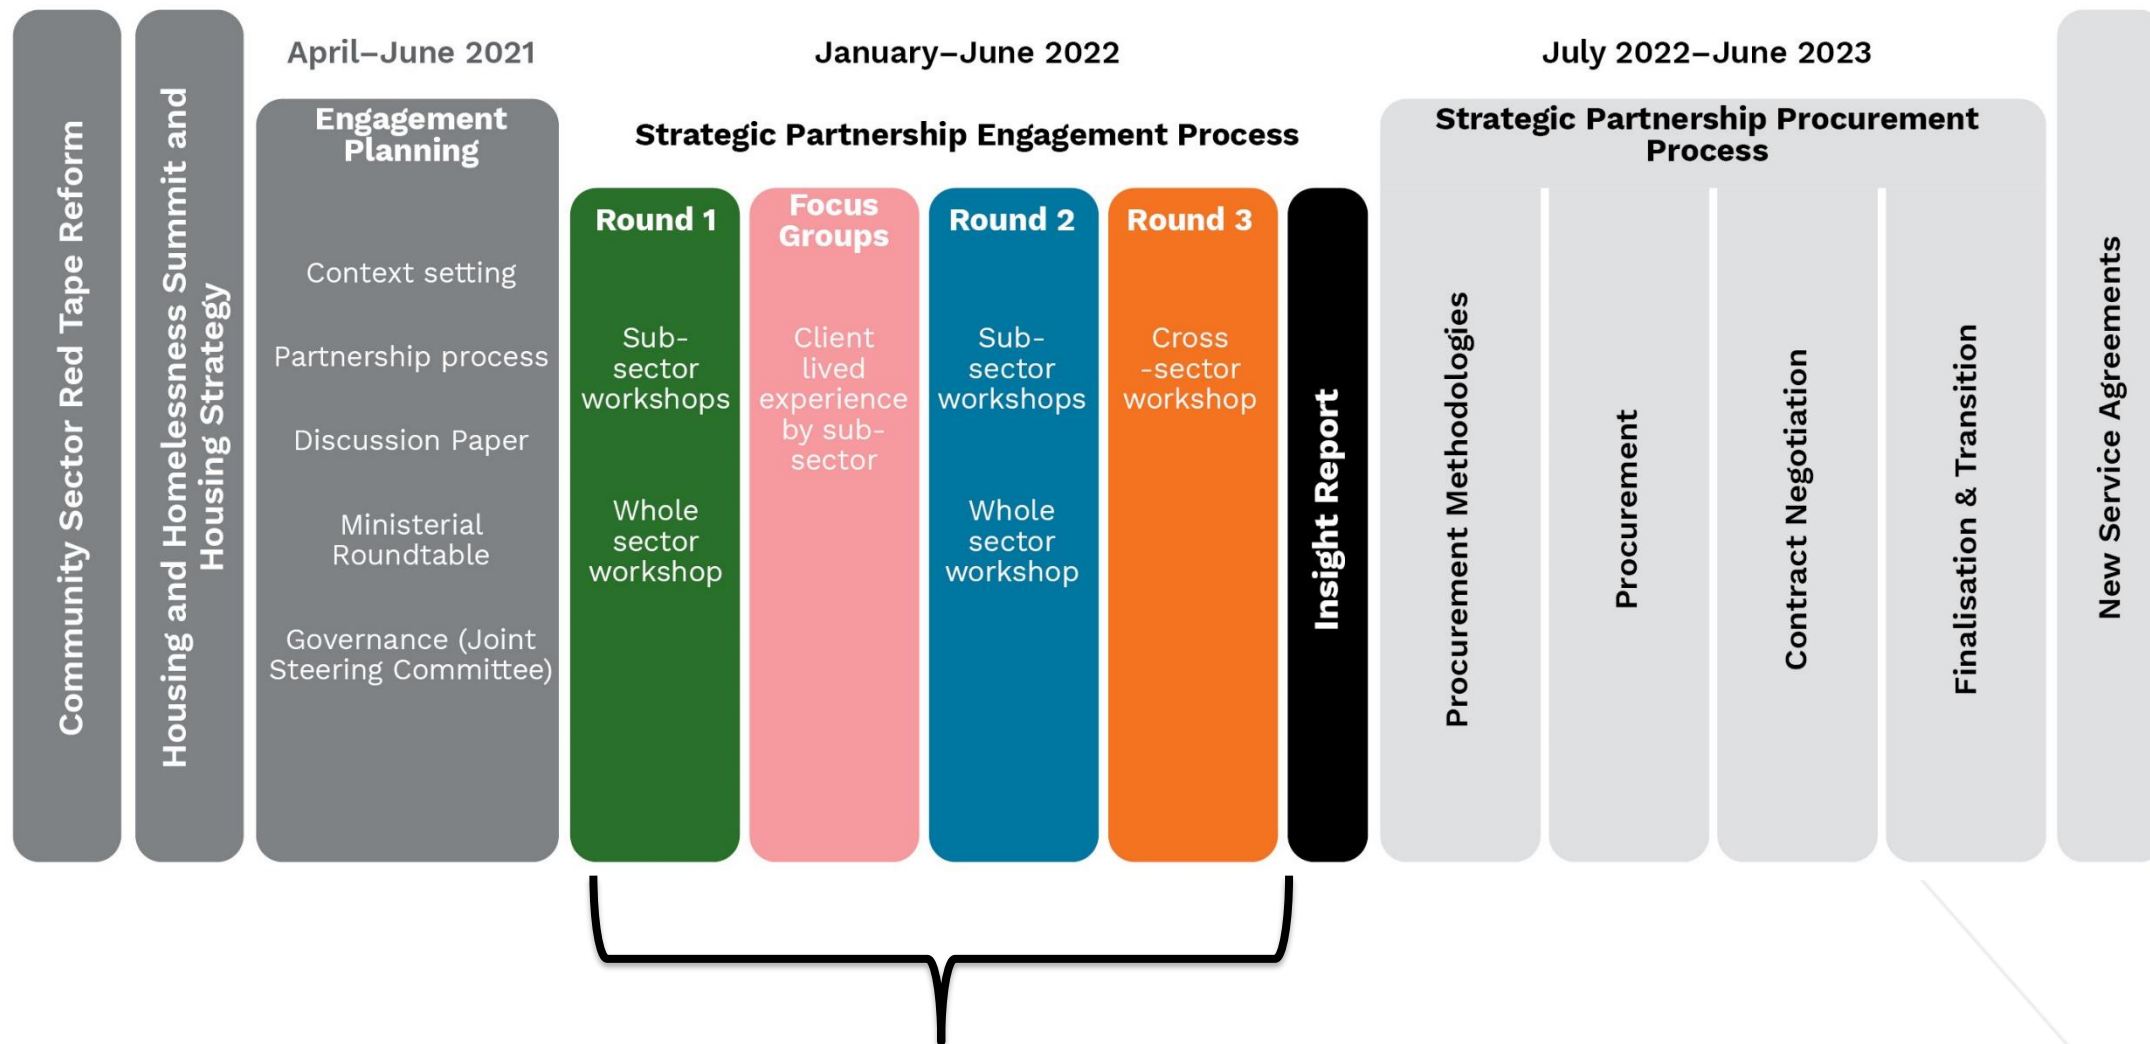 Community Sector Red Tape Reform
Housing and Homelessness Summit and
Housing Strategy
April–June 2021
Engagement
Planning
Context setting
Partnership process
Discussion Paper
Ministerial
Roundtable
Governance (Joint
Steering Committee)
January–June 2022
Strategic Partnership Engagement Process
Round 1
Sub-
sector
workshops
Whole
sector
workshop
Focus
Groups
Client
lived
experience
by sub-
sector
Round 2
Sub-
sector
workshops
Whole
sector
workshop
Round 3
Cross
-sector
workshop
Insight Report
July 2022–June 2023
Strategic Partnership Procurement
Process
Procurement Methodologies
Procurement
Contract Negotiation
Finalisation & Transition
New Service Agreements